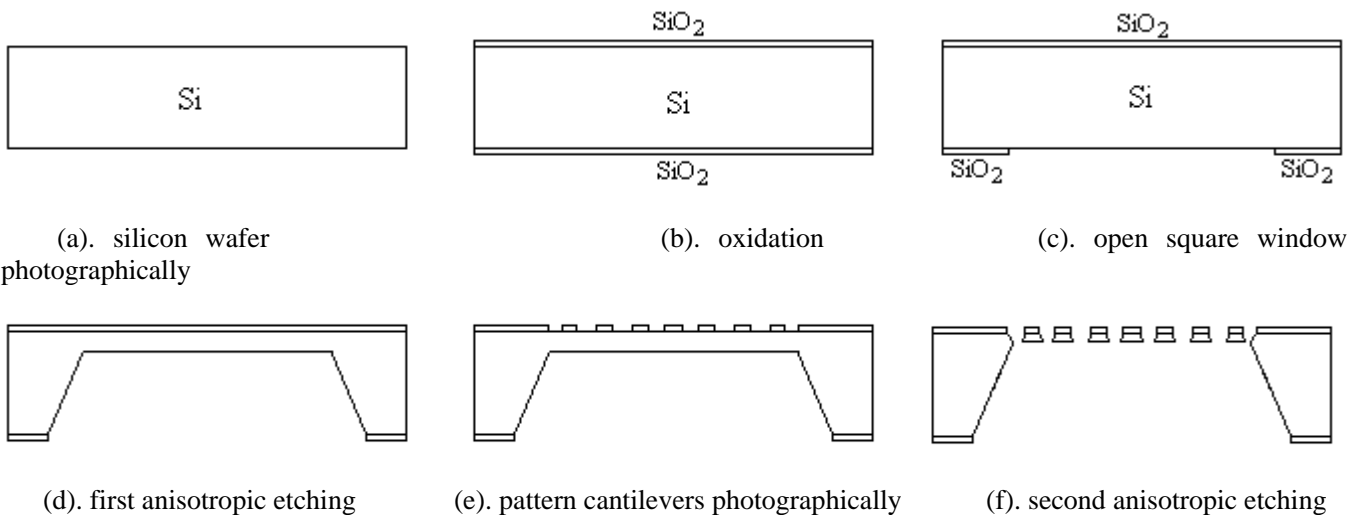 SiO2
SiO2
Si
Si
Si
SiO2
SiO2
SiO2
(a). silicon wafer
(b). oxidation
(c). open square window
photographically
(d). first anisotropic etching
(e). pattern cantilevers photographically
(f). second anisotropic etching